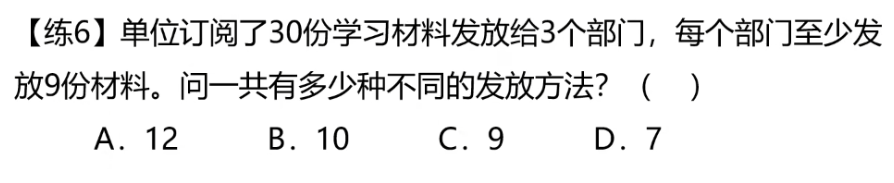 【练6】单位订阅了30份学习材料发放给3个部门，每个部门至少发
放9份材料。问一共有多少种不同的发放方法？（ ）
A．12 B．10 C．9 D．7